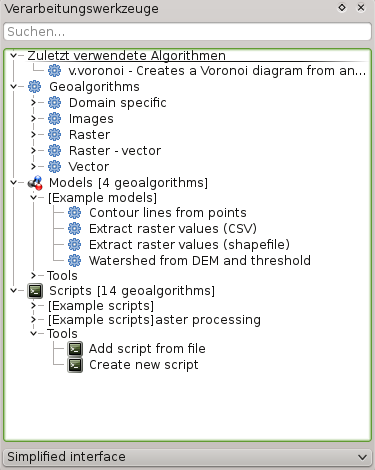 Verarbeitungswerkzeuge
Suchen...
Zuletzt verwendete Algorithmen
v.voronoi - Creates a Voronoi diagram from an...
Geoalgorithms
Domain specific
Images
Raster
Raster - vector
Vector
Models [4 geoalgorithms]
[Example models]
Contour lines from points
Extract raster values (CSV)
Extract raster values (shapefile)
Watershed from DEM and threshold
Tools
Scripts [14 geoalgorithms]
[Example scripts]
[Example scripts]aster processing
Tools
Add script from file
Create new script
Simplified interface